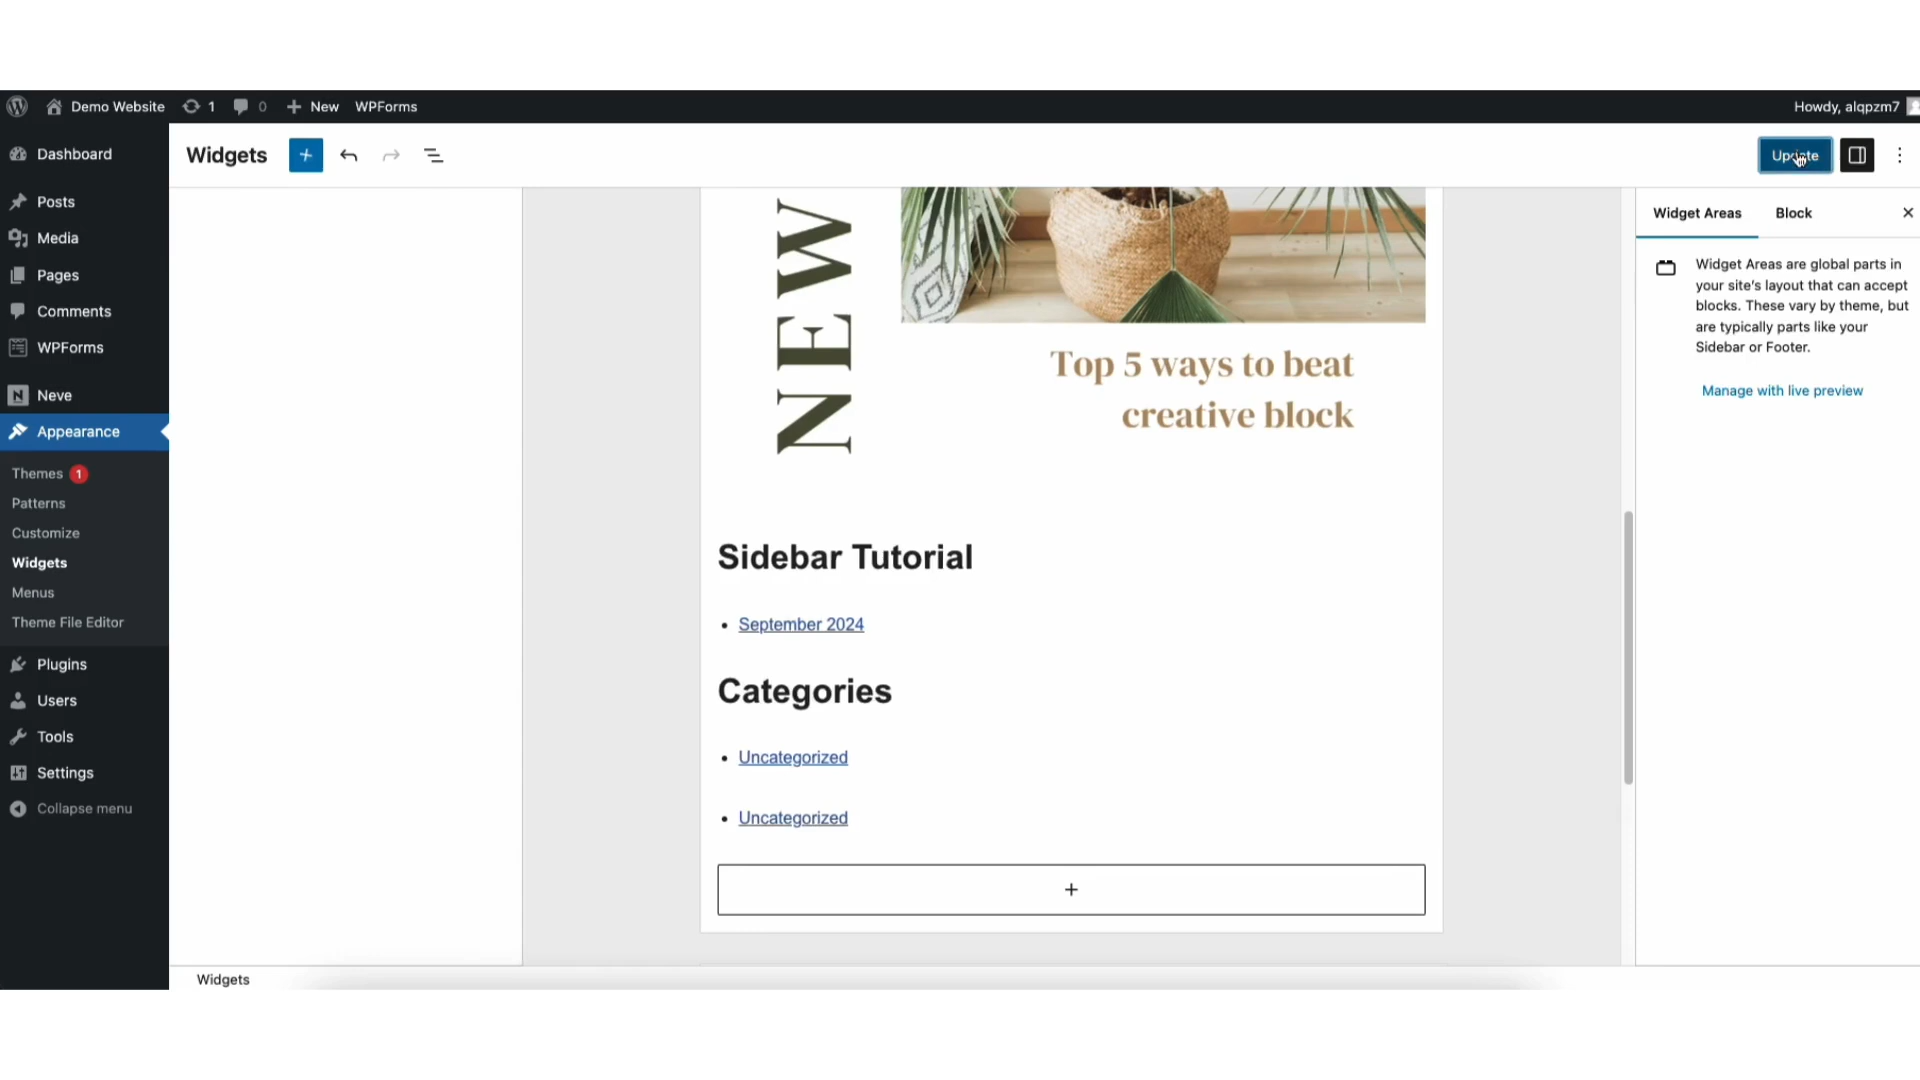 Demo Website 1 0 New WPForms
Howdy, alqpzm7
Dashboard
Posts
Media
Pages
Comments
WPForms
Neve
Appearance
Themes 1
Patterns
Customize
Widgets
Menus
Theme File Editor
Plugins
Users
Tools
Settings
Collapse menu
Widgets
Update
NEW
Top 5 ways to beat
creative block
Sidebar Tutorial
• September 2024
Categories
• Uncategorized
• Uncategorized
+
Widget Areas Block
Widget Areas are global parts in
your site's layout that can accept
blocks. These vary by theme, but
are typically parts like your
Sidebar or Footer.
Manage with live preview
Widgets